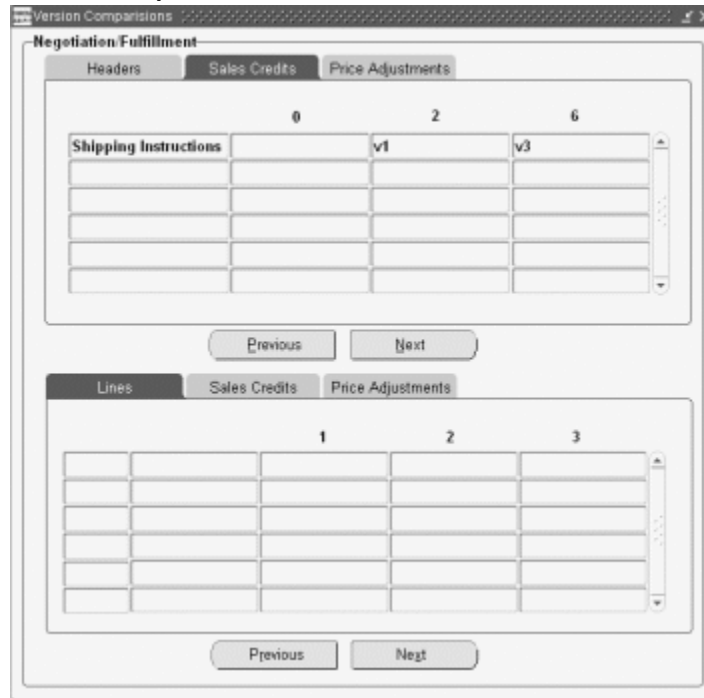 Version Comparisions
Negotiation/Fulfillment
Headers Sales Credits Price Adjustments
0 2 6
Shipping Instructions v1 v3
Previous Next
Lines Sales Credits Price Adjustments
1 2 3
Previous Next